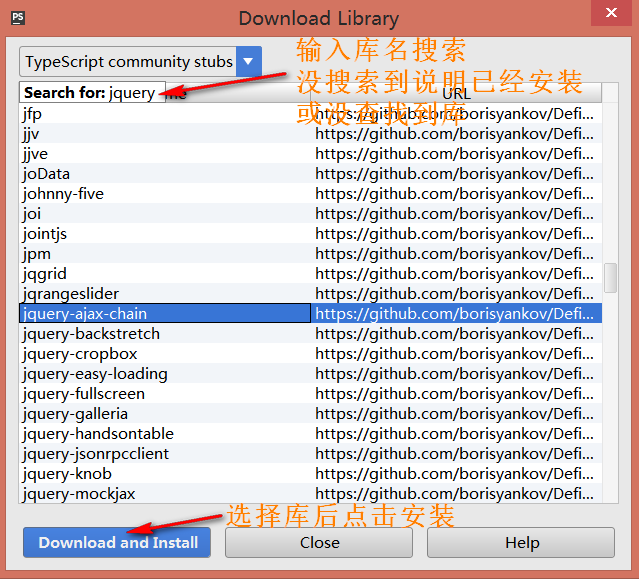 PS
Download Library
TypeScript community stubs
输入库名搜索
没搜索到说明已经安装
或没查找到库
Search for: jquery
me
URL
jfp https://github.com/borisyankov/Defi...
jjv https://github.com/borisyankov/Defi...
jjve https://github.com/borisyankov/Defi...
joData https://github.com/borisyankov/Defi...
johnny-five https://github.com/borisyankov/Defi...
joi https://github.com/borisyankov/Defi...
jointjs https://github.com/borisyankov/Defi...
jpm https://github.com/borisyankov/Defi...
jqgrid https://github.com/borisyankov/Defi...
jqrangeslider https://github.com/borisyankov/Defi...
jquery-ajax-chain https://github.com/borisyankov/Defi...
jquery-backstretch https://github.com/borisyankov/Defi...
jquery-cropbox https://github.com/borisyankov/Defi...
jquery-easy-loading https://github.com/borisyankov/Defi...
jquery-fullscreen https://github.com/borisyankov/Defi...
jquery-galleria https://github.com/borisyankov/Defi...
jquery-handsontable https://github.com/borisyankov/Defi...
jquery-jsonrpcclient https://github.com/borisyankov/Defi...
jquery-knob https://github.com/borisyankov/Defi...
jquery-mockjax https://github.com/borisyankov/Defi...
选择库后点击安装
Download and Install
Close
Help